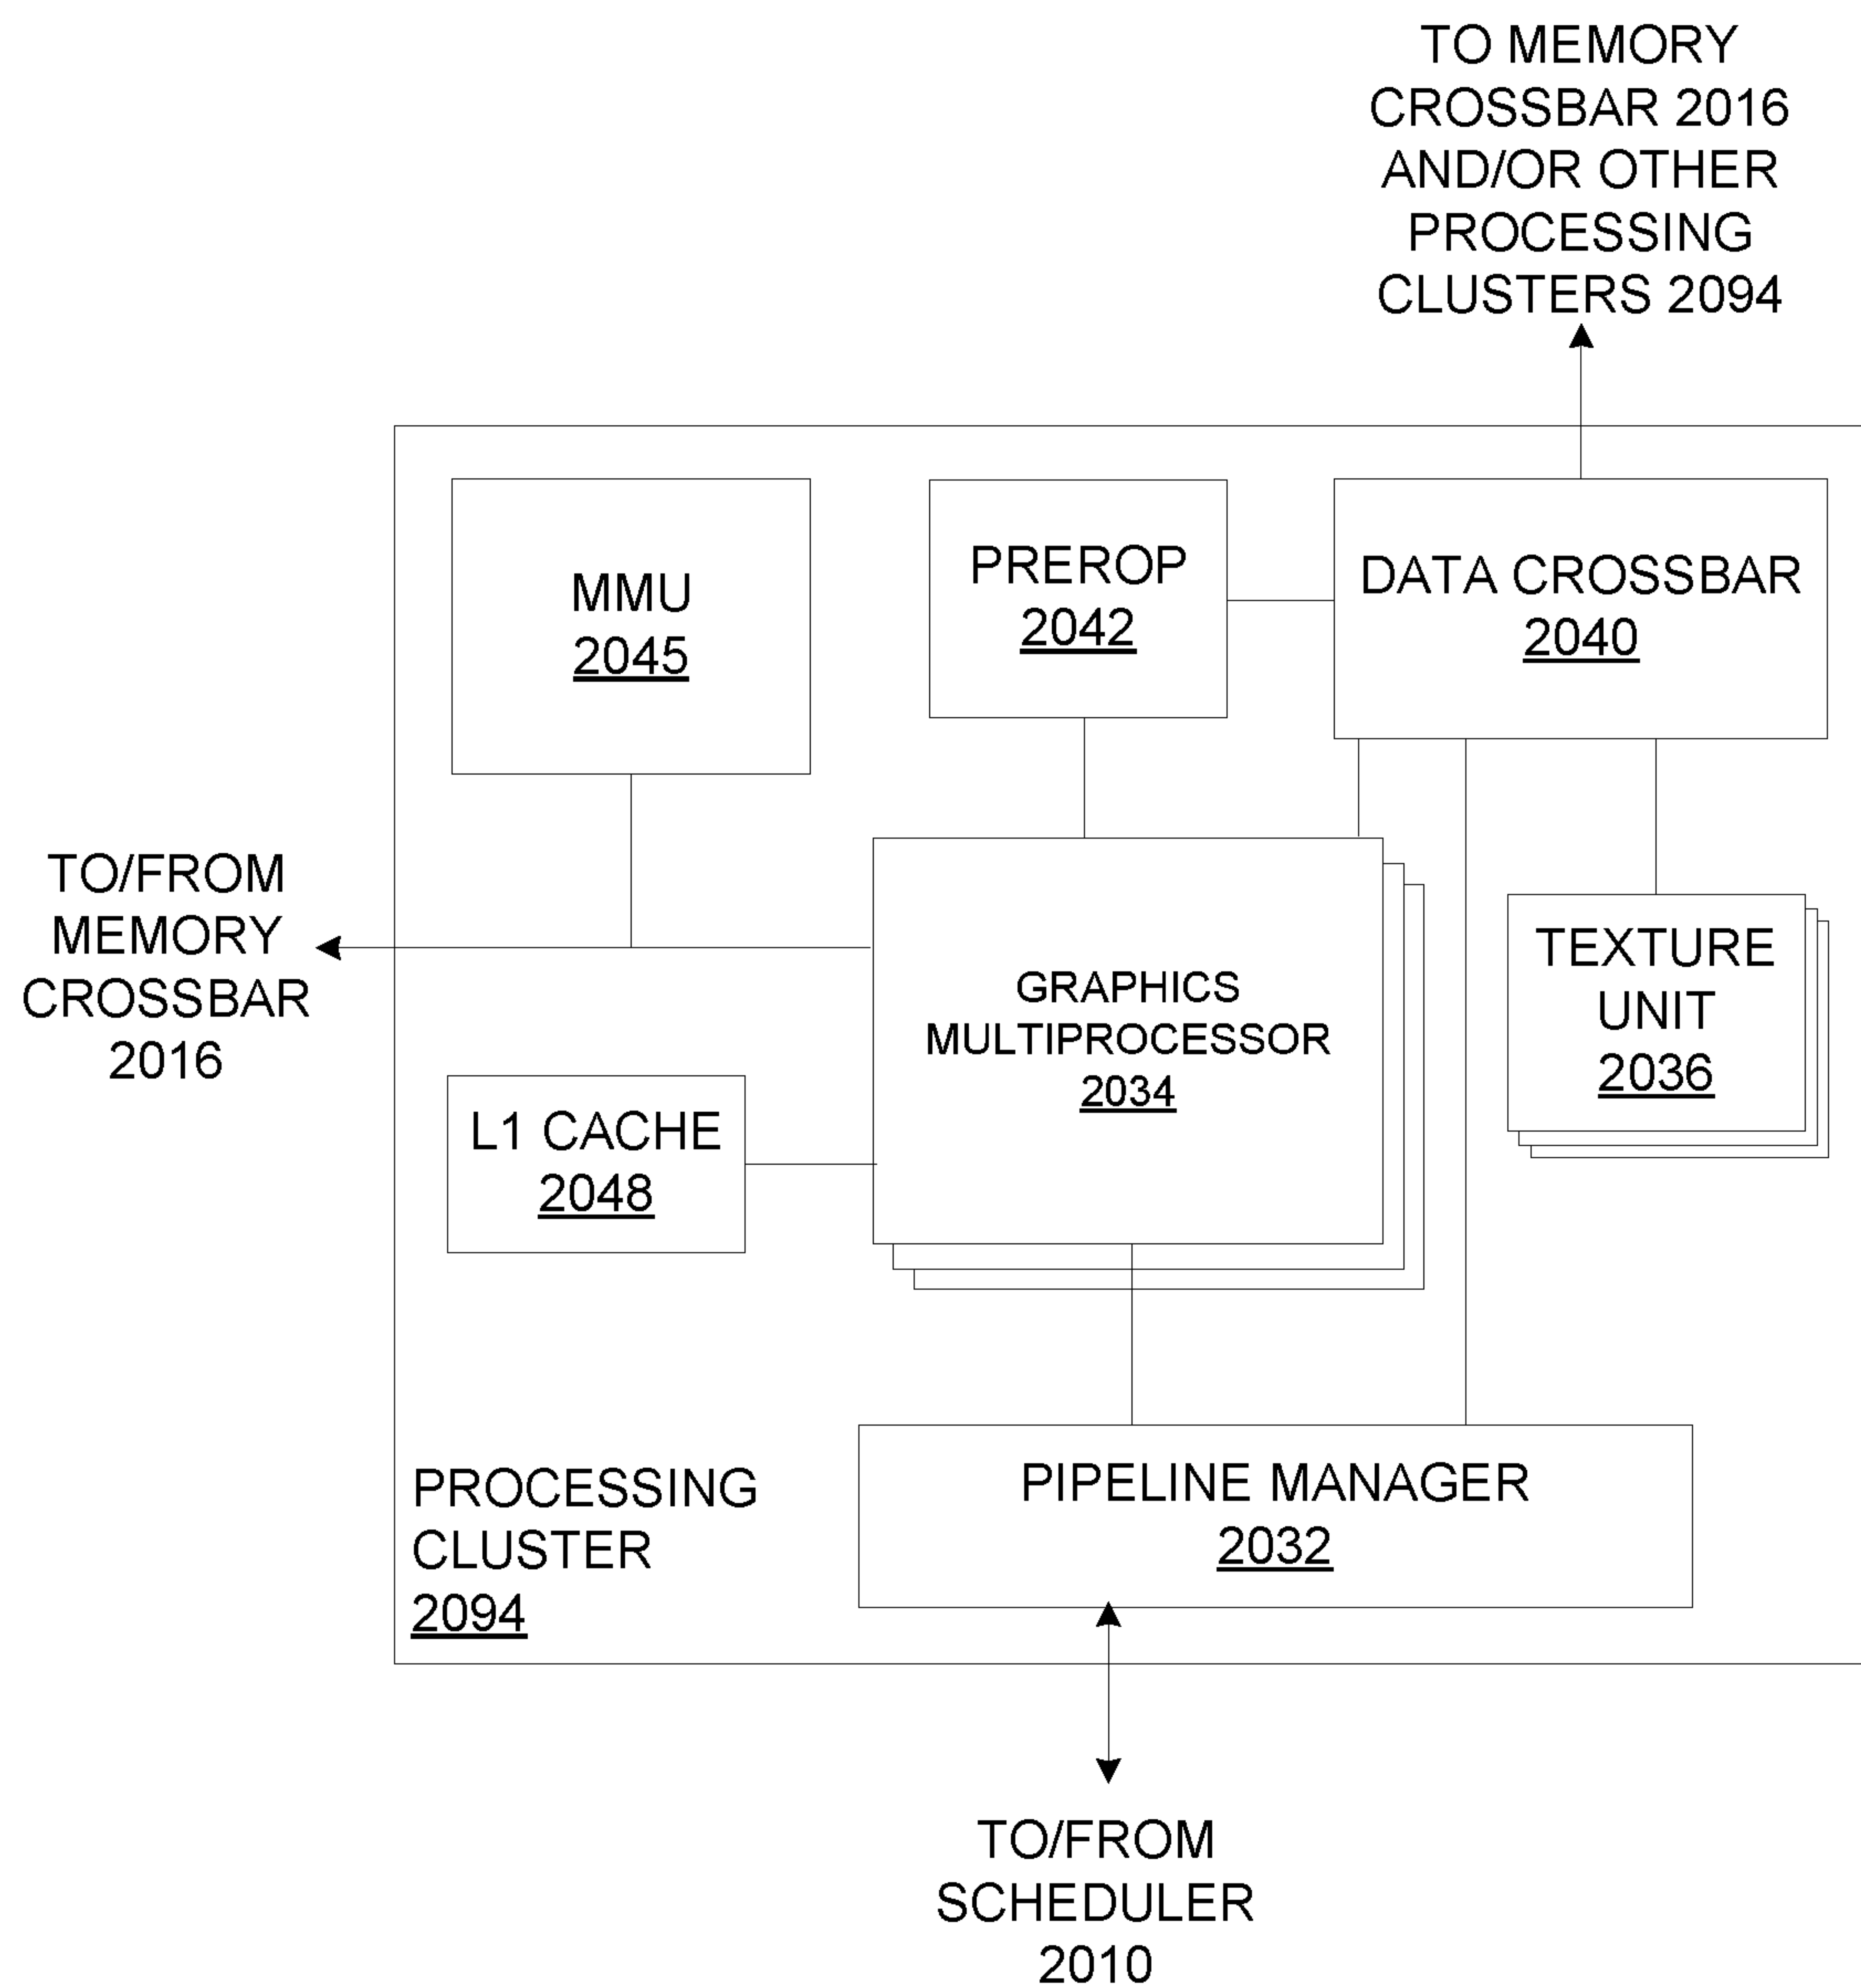 TO MEMORY
CROSSBAR 2016
AND/OR OTHER
PROCESSING
CLUSTERS 2094
MMU
2045
PREROP
2042
DATA CROSSBAR
2040
TO/FROM
MEMORY
CROSSBAR
2016
GRAPHICS
MULTIPROCESSOR
2034
TEXTURE
UNIT
2036
L1 CACHE
2048
PROCESSING
CLUSTER
2094
PIPELINE MANAGER
2032
TO/FROM
SCHEDULER
2010